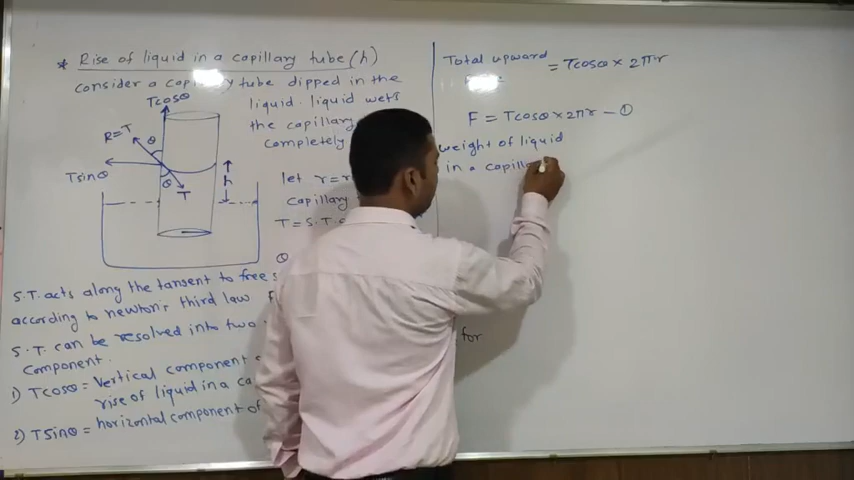 * Rise of liquid in a capillary tube (h)
consider a capillary tube dipped in the
liquid. liquid wets
the capillary
completely
let r = r
capillary
T = S.T.
θ
Tcosθ
R=T
θ
Tsinθ
θ
T
h
S.T. acts along the tangent to free s
according to newton's third law
S.T. can be resolved into two
component.
1) Tcosθ = Vertical component
rise of liquid in a ca
2) Tsinθ = horizontal component of
for
Total upward
= Tcosθ × 2πr
F = Tcosθ × 2πr — ①
weight of liquid
in a capilla